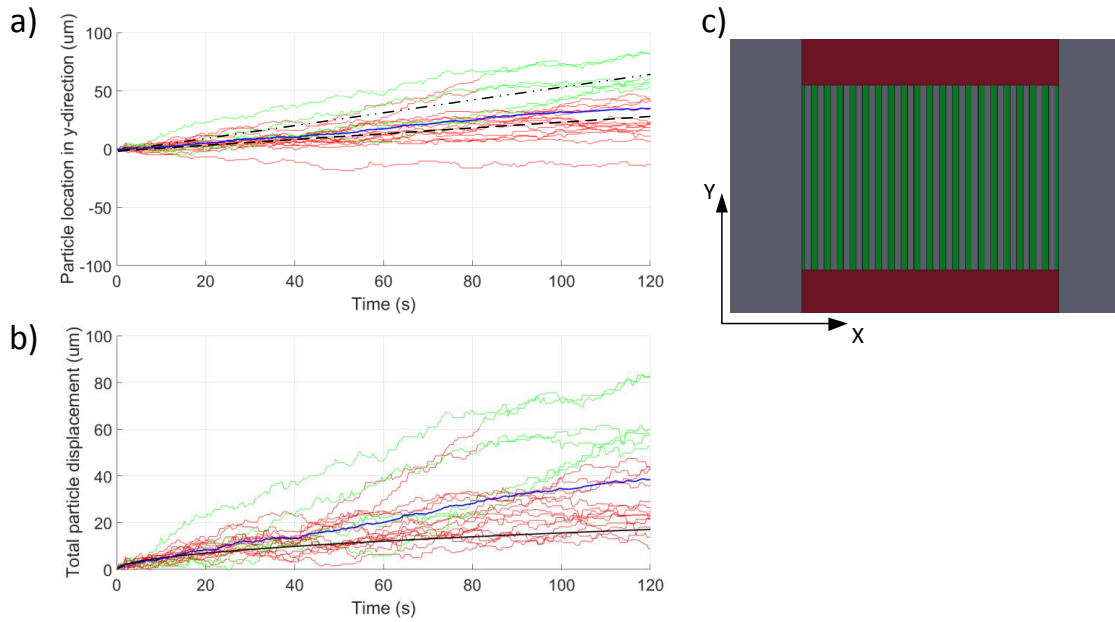 a)
Particle location in y-direction (um)
100
50
0
-50
-100
0 20 40 60 80 100 120
Time (s)
b)
Total particle displacement (um)
100
80
60
40
20
0
0 20 40 60 80 100 120
Time (s)
c)
Y
X